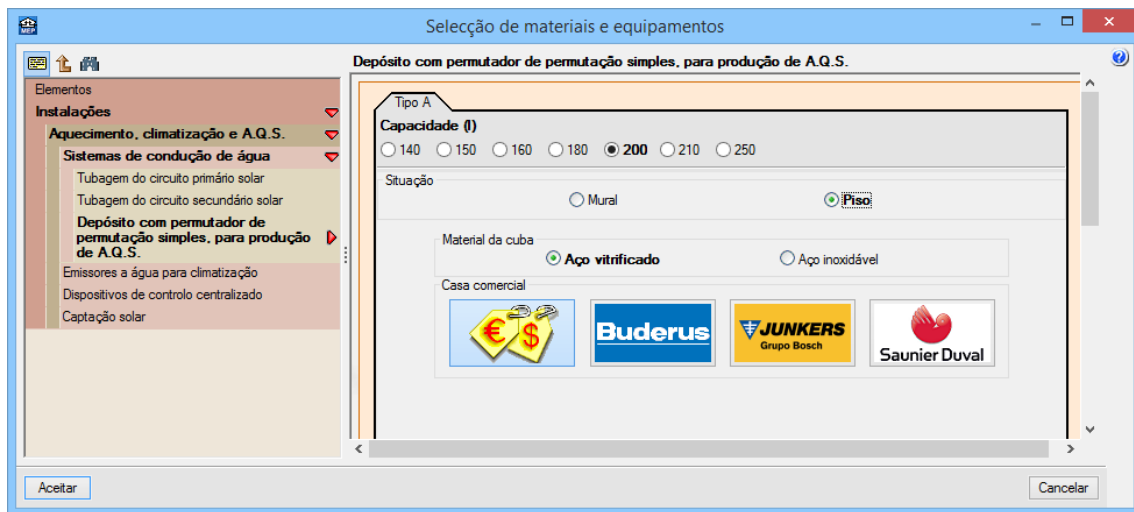 MEP
Selecção de materiais e equipamentos
Depósito com permutador de permutação simples, para produção de A.Q.S.
Elementos
Instalações
Aquecimento, climatização e A.Q.S.
Sistemas de condução de água
Tubagem do circuito primário solar
Tubagem do circuito secundário solar
Depósito com permutador de
permutação simples, para produção
de A.Q.S.
Emissores a água para climatização
Dispositivos de controlo centralizado
Captação solar
Tipo A
Capacidade (l)
140 150 160 180 200 210 250
Situação
Mural Piso
Material da cuba
Aço vitrificado Aço inoxidável
Casa comercial
€ $
Buderus
JUNKERS
Grupo Bosch
Saunier Duval
Aceitar Cancelar